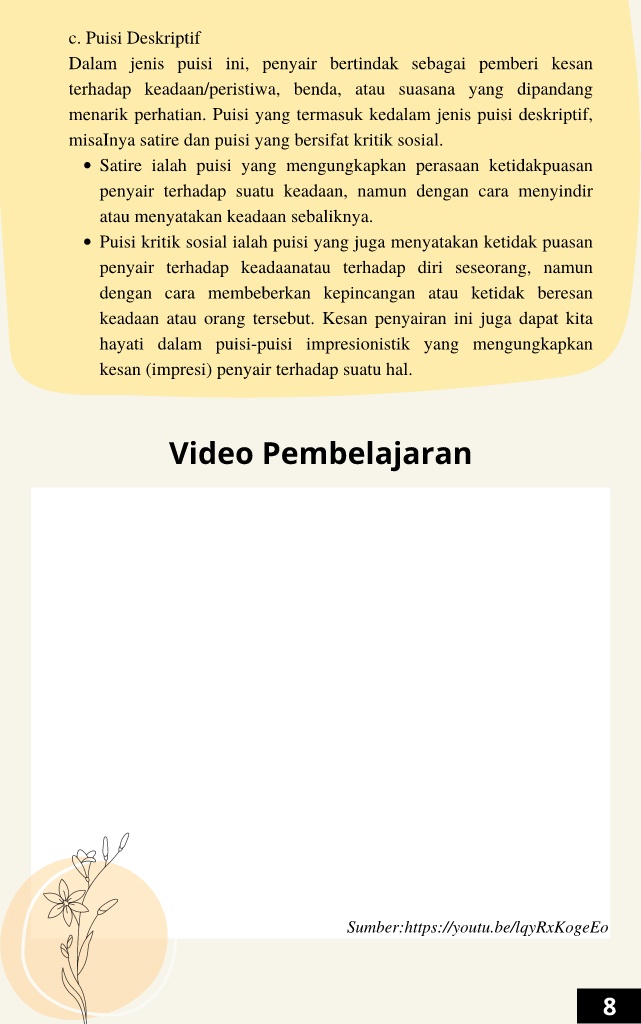 c. Puisi Deskriptif
Dalam jenis puisi ini, penyair bertindak sebagai pemberi kesan
terhadap keadaan/peristiwa, benda, atau suasana yang dipandang
menarik perhatian. Puisi yang termasuk kedalam jenis puisi deskriptif,
misaInya satire dan puisi yang bersifat kritik sosial.
• Satire ialah puisi yang mengungkapkan perasaan ketidakpuasan
penyair terhadap suatu keadaan, namun dengan cara menyindir
atau menyatakan keadaan sebaliknya.
• Puisi kritik sosial ialah puisi yang juga menyatakan ketidak puasan
penyair terhadap keadaanatau terhadap diri seseorang, namun
dengan cara membeberkan kepincangan atau ketidak beresan
keadaan atau orang tersebut. Kesan penyairan ini juga dapat kita
hayati dalam puisi-puisi impresionistik yang mengungkapkan
kesan (impresi) penyair terhadap suatu hal.
Video Pembelajaran
Sumber:https://youtu.be/lqyRxKogeEo
8